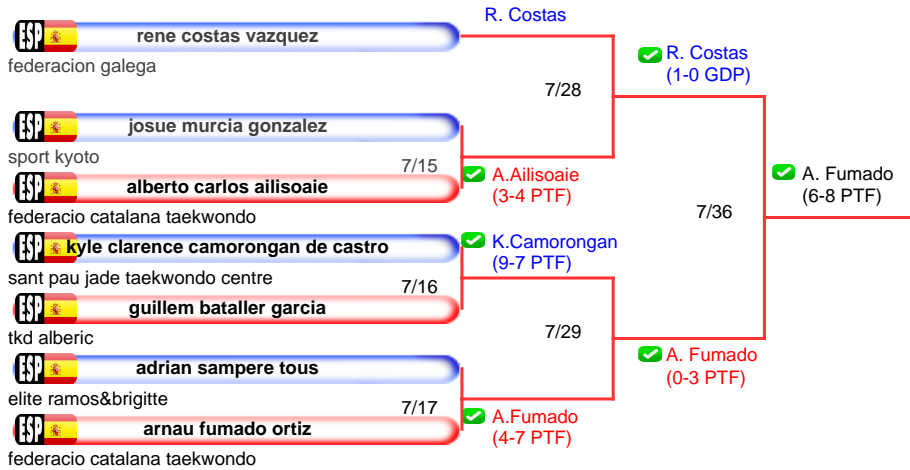 R. Costas
ESP rene costas vazquez
federacion galega
R. Costas
(1-0 GDP)
7/28
ESP josue murcia gonzalez
sport kyoto
7/15
A.Ailisoaie
(3-4 PTF)
ESP alberto carlos ailisoaie
federacio catalana taekwondo
A. Fumado
(6-8 PTF)
7/36
ESP kyle clarence camorongan de castro
sant pau jade taekwondo centre
K.Camorongan
(9-7 PTF)
7/16
ESP guillem bataller garcia
tkd alberic
7/29
ESP adrian sampere tous
elite ramos&brigitte
A. Fumado
(0-3 PTF)
7/17
A.Fumado
(4-7 PTF)
ESP arnau fumado ortiz
federacio catalana taekwondo